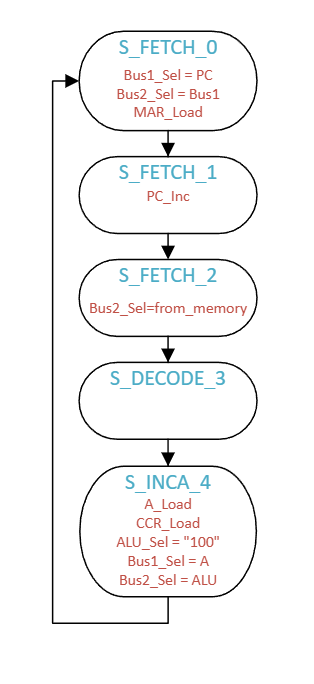 S_FETCH_0
Bus1_Sel = PC
Bus2_Sel = Bus1
MAR_Load
S_FETCH_1
PC_Inc
S_FETCH_2
Bus2_Sel=from_memory
S_DECODE_3
S_INCA_4
A_Load
CCR_Load
ALU_Sel = "100"
Bus1_Sel = A
Bus2_Sel = ALU